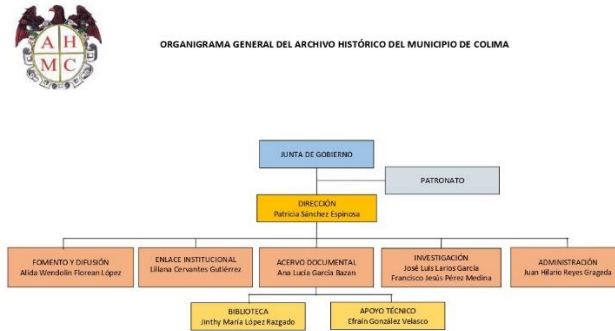 A H
M C
ORGANIGRAMA GENERAL DEL ARCHIVO HISTÓRICO DEL MUNICIPIO DE COLIMA
JUNTA DE GOBIERNO
PATRONATO
DIRECCIÓN
Patricia Sánchez Espinosa
FOMENTO Y DIFUSIÓN
Alida Wendolin Florean López
ENLACE INSTITUCIONAL
Liliana Cervantes Gutiérrez
ACERVO DOCUMENTAL
Ana Lucía García Bazan
INVESTIGACIÓN
José Luis Larios García
Francisco Jesús Pérez Medina
ADMINISTRACIÓN
Juan Hilario Reyes Grageda
BIBLIOTECA
Jinthy María López Razgado
APOYO TÉCNICO
Efraín González Velasco